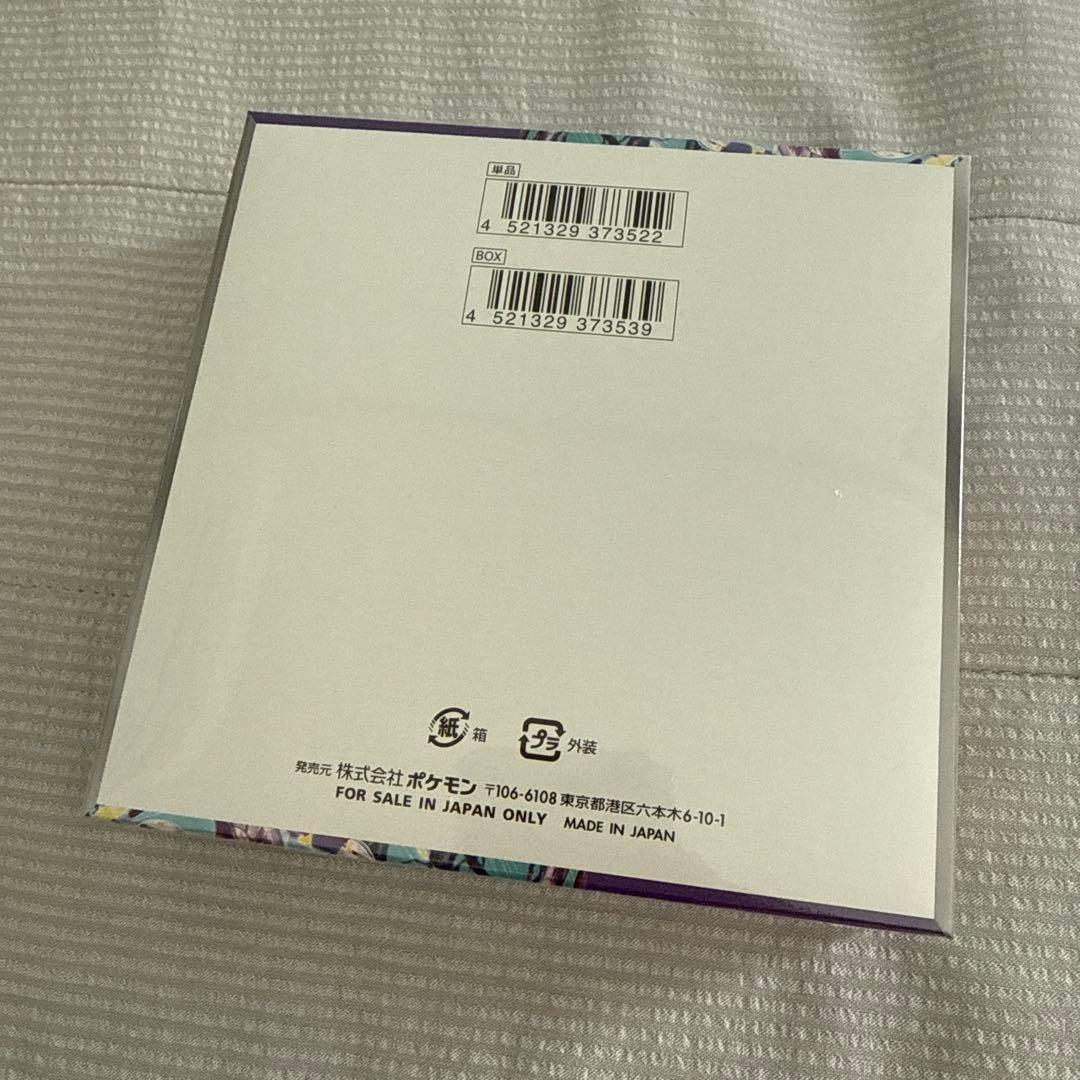 単品
4 521329 373522
BOX
4 521329 373539
紙 箱 プラ 外装
発売元 株式会社ポケモン 〒106-6108 東京都港区六本木6-10-1
FOR SALE IN JAPAN ONLY MADE IN JAPAN